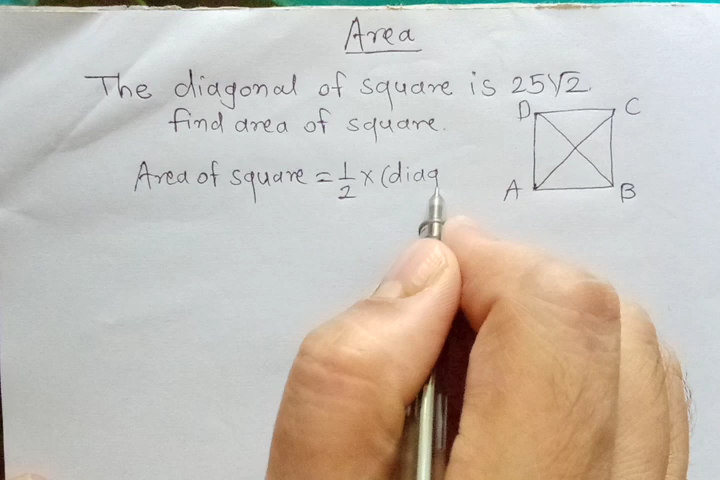 Area
The diagonal of square is 25√2.
find area of square.
D C
Area of square = 1/2 × (diag
A B